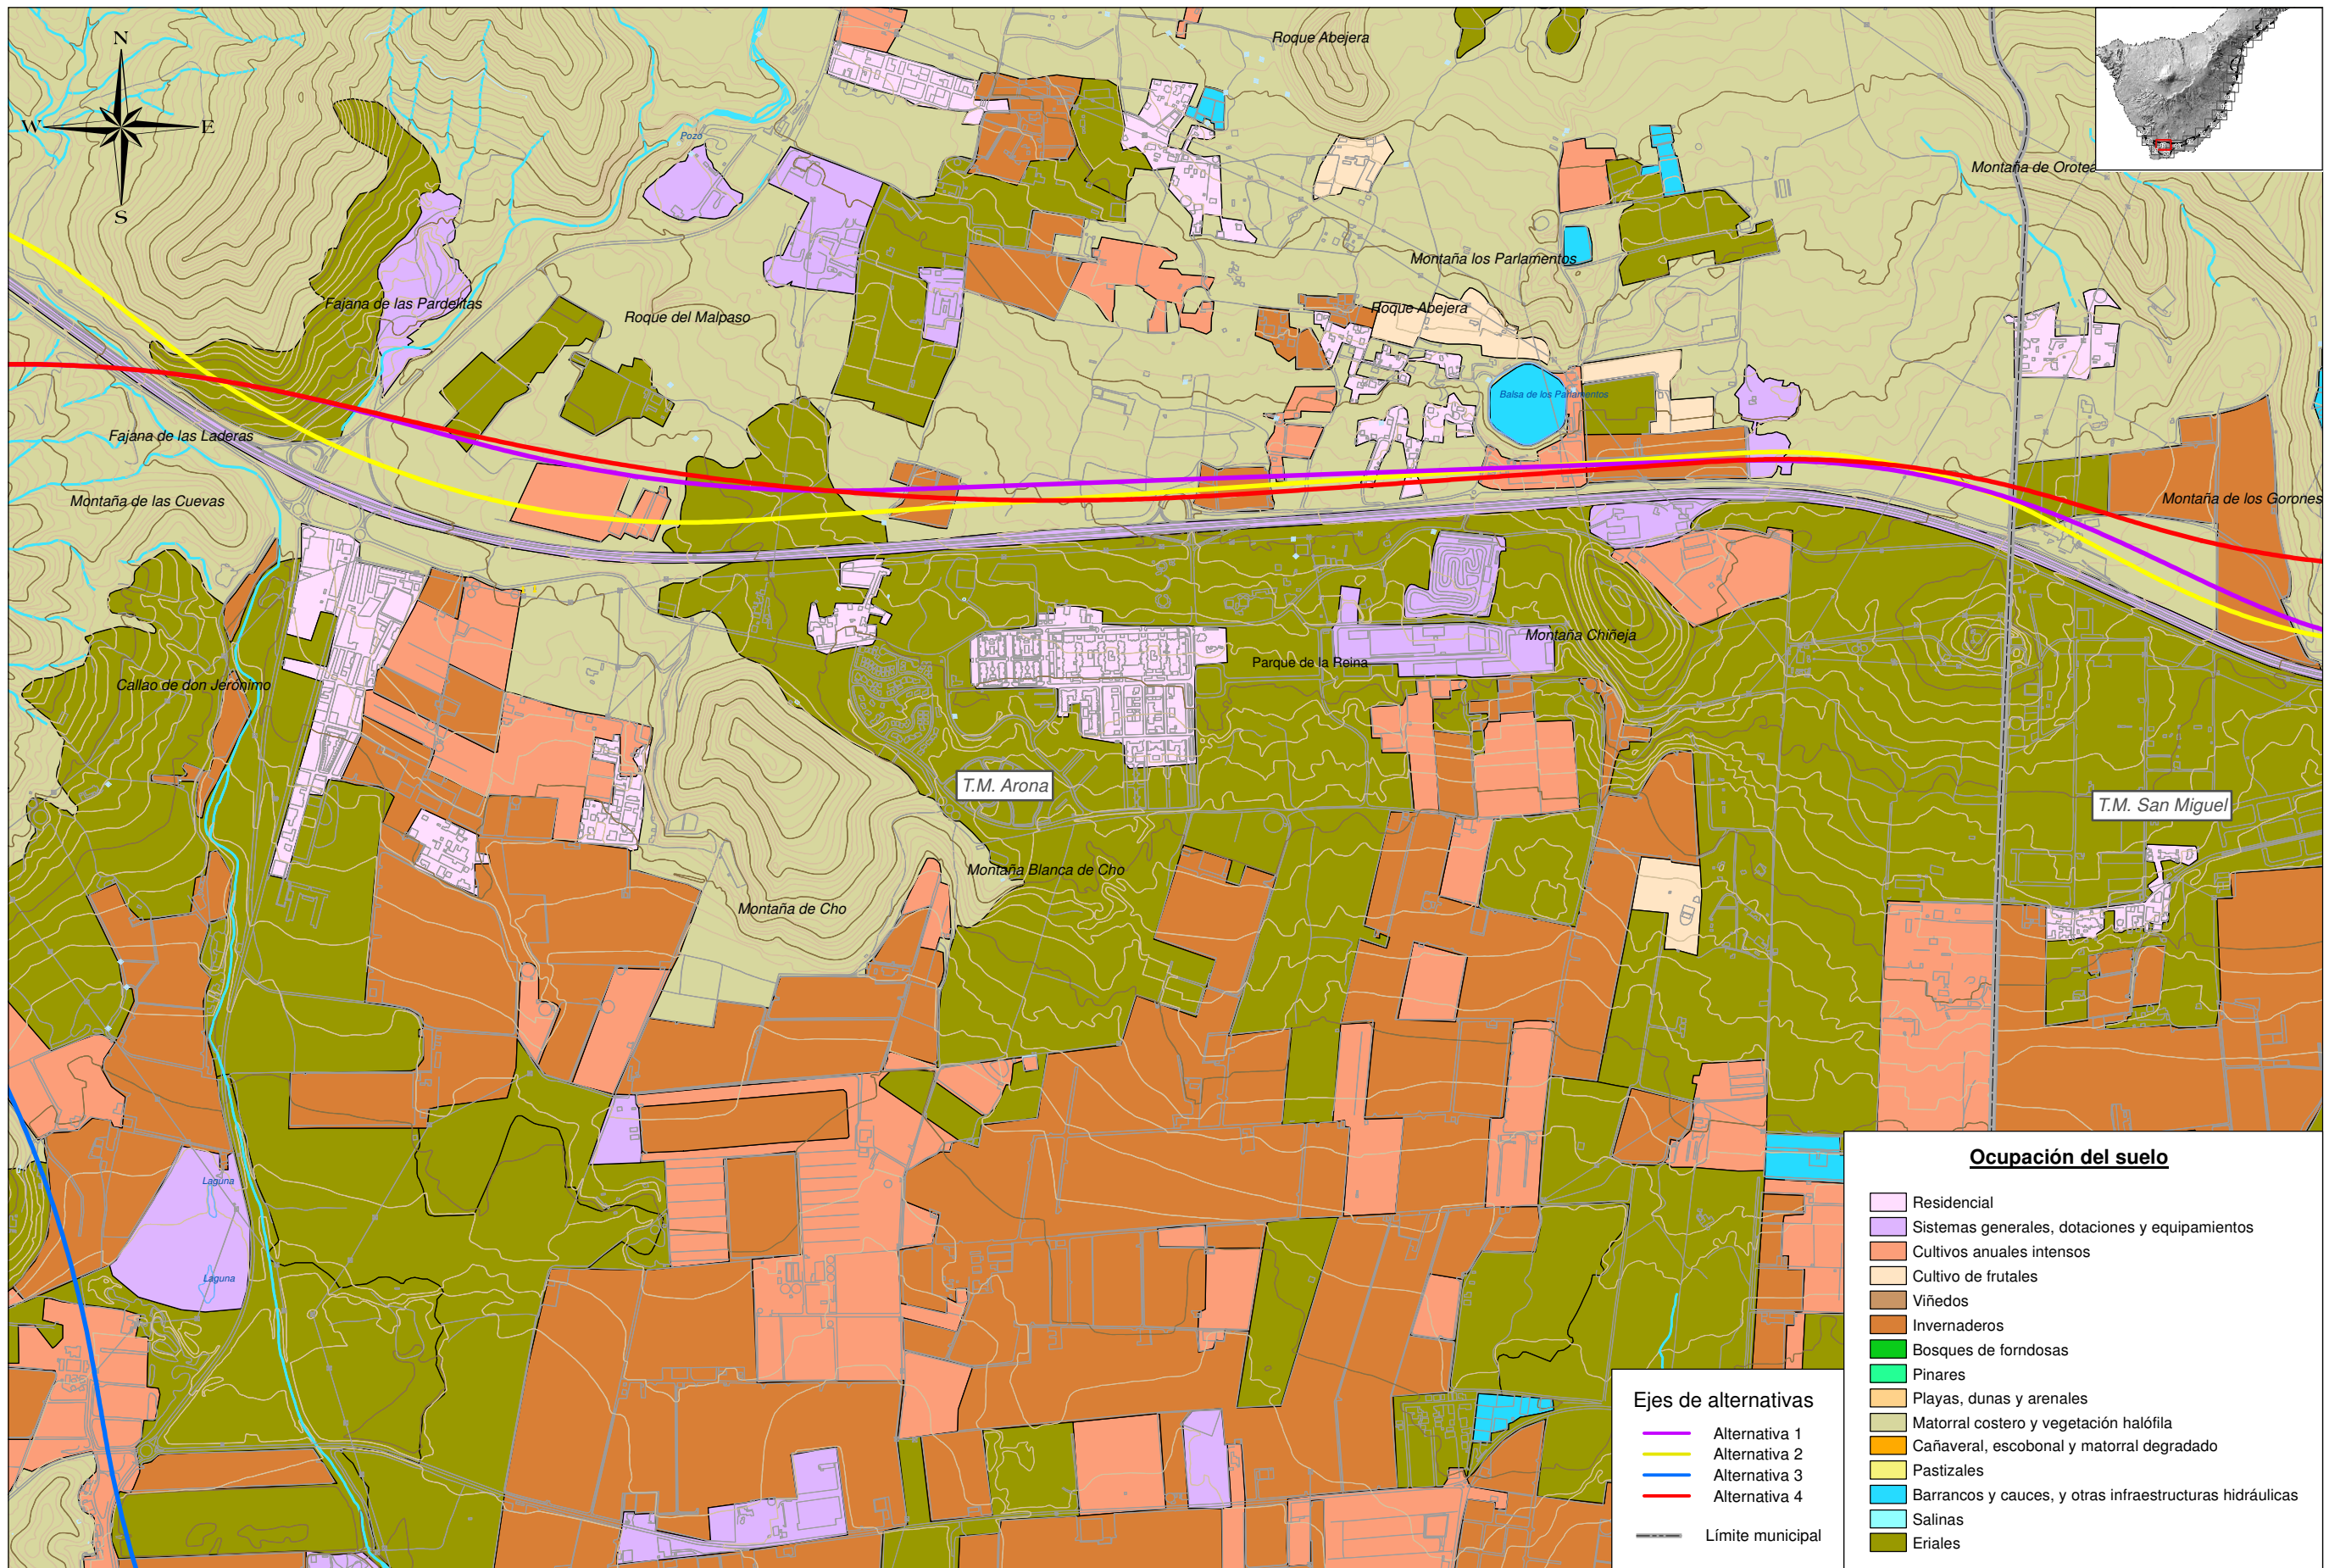 N
W
E
S
Roque Abejera
Pozo
Montaña de Orotea
Montaña los Parlamentos
Fajana de las Pardelitas
Roque del Malpaso
Roque Abejera
Balsa de los Parlamentos
Fajana de las Laderas
Montaña de las Cuevas
Montaña de los Gorones
Montaña Chiñeja
Parque de la Reina
Callao de don Jerónimo
T.M. Arona
T.M. San Miguel
Montaña Blanca de Cho
Montaña de Cho
Laguna
Laguna
Ocupación del suelo
Residencial
Sistemas generales, dotaciones y equipamientos
Cultivos anuales intensos
Cultivo de frutales
Viñedos
Invernaderos
Bosques de forndosas
Pinares
Playas, dunas y arenales
Matorral costero y vegetación halófila
Cañaveral, escobonal y matorral degradado
Pastizales
Barrancos y cauces, y otras infraestructuras hidráulicas
Salinas
Eriales
Ejes de alternativas
Alternativa 1
Alternativa 2
Alternativa 3
Alternativa 4
Límite municipal